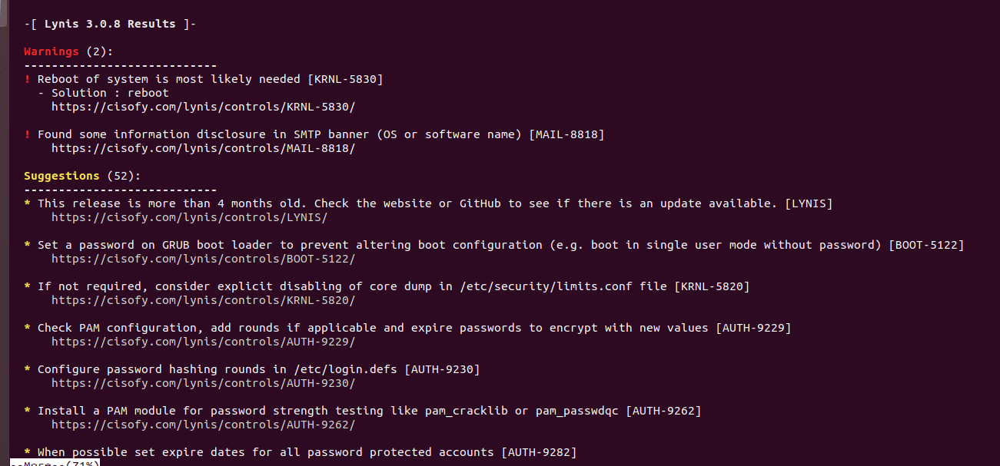 -[ Lynis 3.0.8 Results ]-
Warnings (2):
----------------------------
! Reboot of system is most likely needed [KRNL-5830]
- Solution : reboot
https://cisofy.com/lynis/controls/KRNL-5830/
! Found some information disclosure in SMTP banner (OS or software name) [MAIL-8818]
https://cisofy.com/lynis/controls/MAIL-8818/
Suggestions (52):
----------------------------
* This release is more than 4 months old. Check the website or GitHub to see if there is an update available. [LYNIS]
https://cisofy.com/lynis/controls/LYNIS/
* Set a password on GRUB boot loader to prevent altering boot configuration (e.g. boot in single user mode without password) [BOOT-5122]
https://cisofy.com/lynis/controls/BOOT-5122/
* If not required, consider explicit disabling of core dump in /etc/security/limits.conf file [KRNL-5820]
https://cisofy.com/lynis/controls/KRNL-5820/
* Check PAM configuration, add rounds if applicable and expire passwords to encrypt with new values [AUTH-9229]
https://cisofy.com/lynis/controls/AUTH-9229/
* Configure password hashing rounds in /etc/login.defs [AUTH-9230]
https://cisofy.com/lynis/controls/AUTH-9230/
* Install a PAM module for password strength testing like pam_cracklib or pam_passwdqc [AUTH-9262]
https://cisofy.com/lynis/controls/AUTH-9262/
* When possible set expire dates for all password protected accounts [AUTH-9282]
--More--(71%)